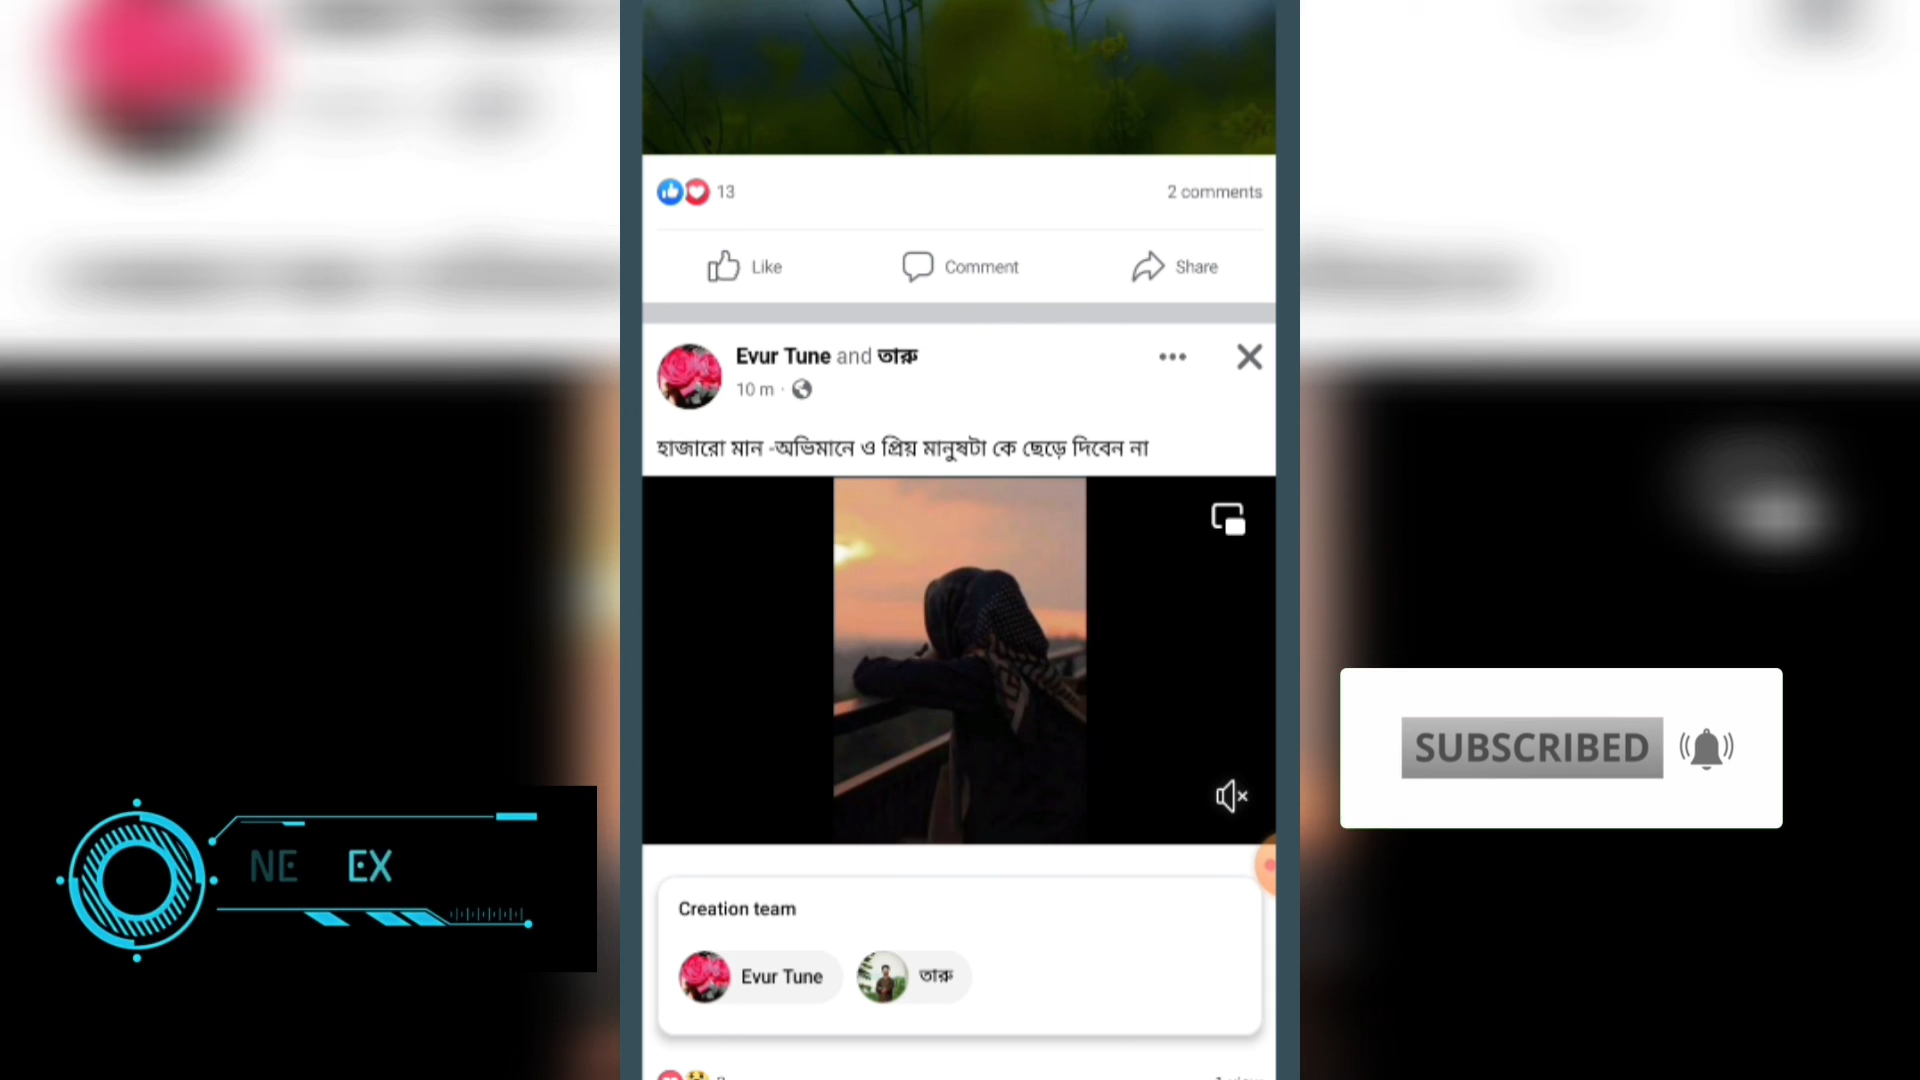 13
2 comments
Like
Comment
Share
Evur Tune and তারু
10 m ·
হাজারো মান -অভিমানে ও প্রিয় মানুষটা কে ছেড়ে দিবেন না
SUBSCRIBED
NE EX
Creation team
Evur Tune
তারু